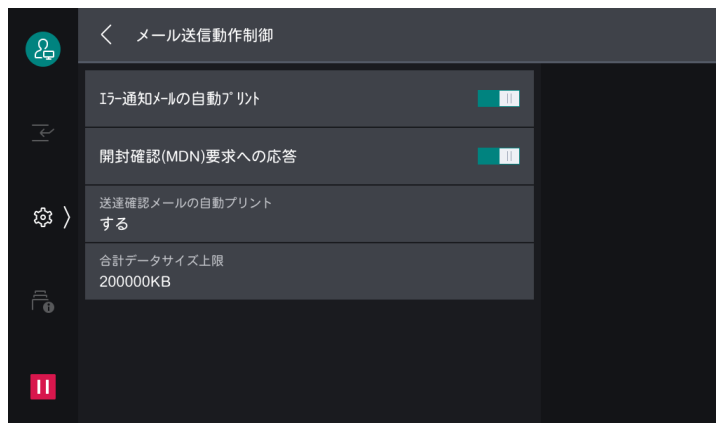 メール送信動作制御
ｴﾗｰ通知ﾒｰﾙの自動ﾌﾟﾘﾝﾄ
開封確認(MDN)要求への応答
送達確認メールの自動プリント
する
合計データサイズ上限
200000KB